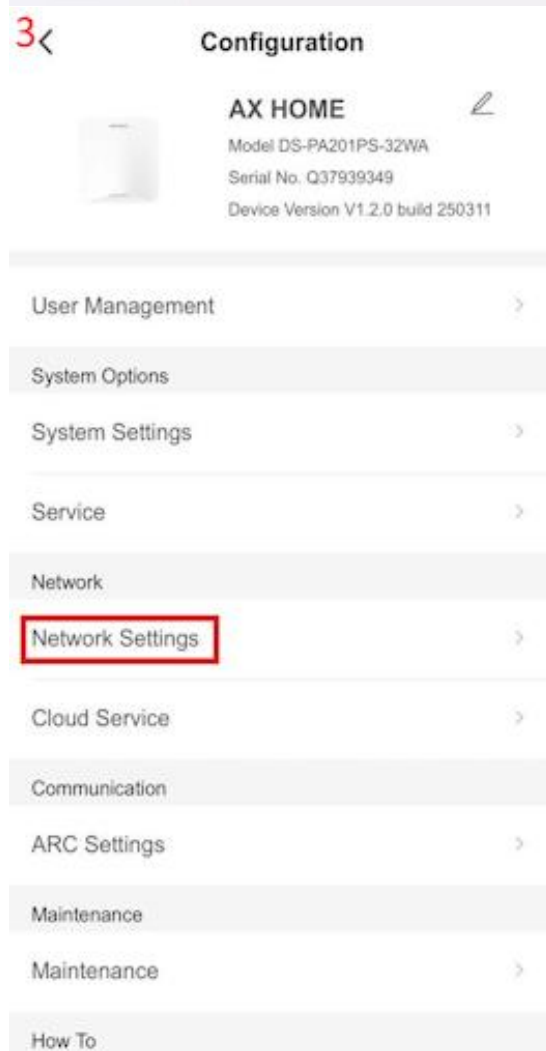 3
Configuration
AX HOME
Model DS-PA201PS-32WA
Serial No. Q37939349
Device Version V1.2.0 build 250311
User Management
System Options
System Settings
Service
Network
Network Settings
Cloud Service
Communication
ARC Settings
Maintenance
Maintenance
How To